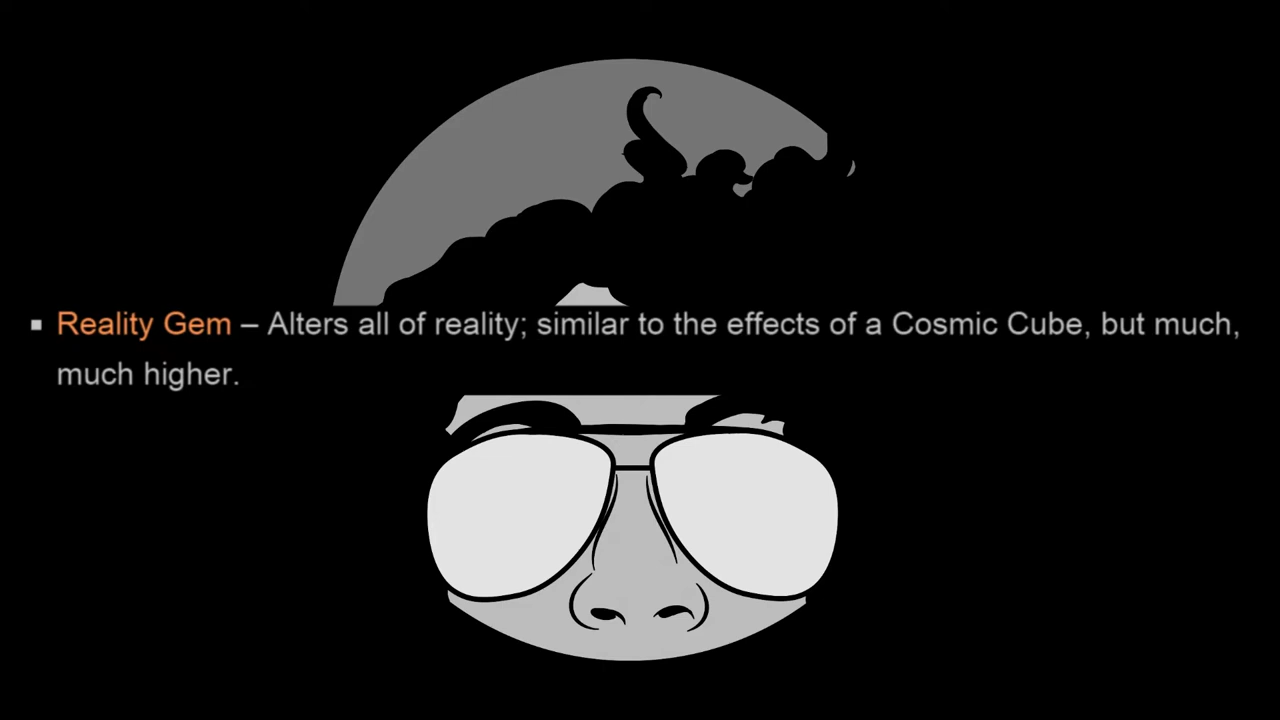 ▪ Reality Gem – Alters all of reality; similar to the effects of a Cosmic Cube, but much,
much higher.